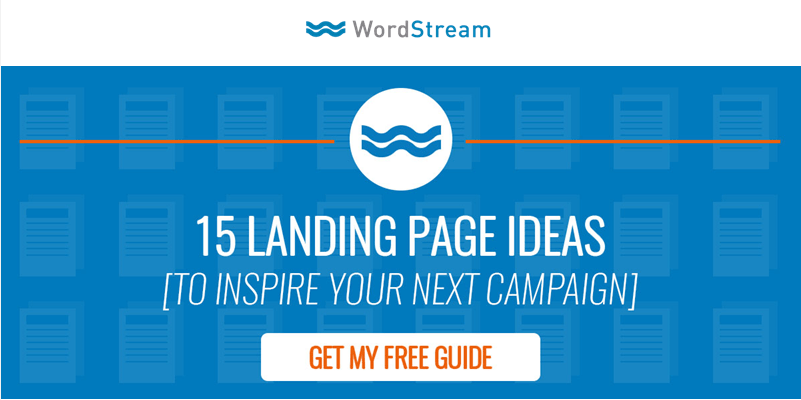 WordStream
15 LANDING PAGE IDEAS
[TO INSPIRE YOUR NEXT CAMPAIGN]
GET MY FREE GUIDE